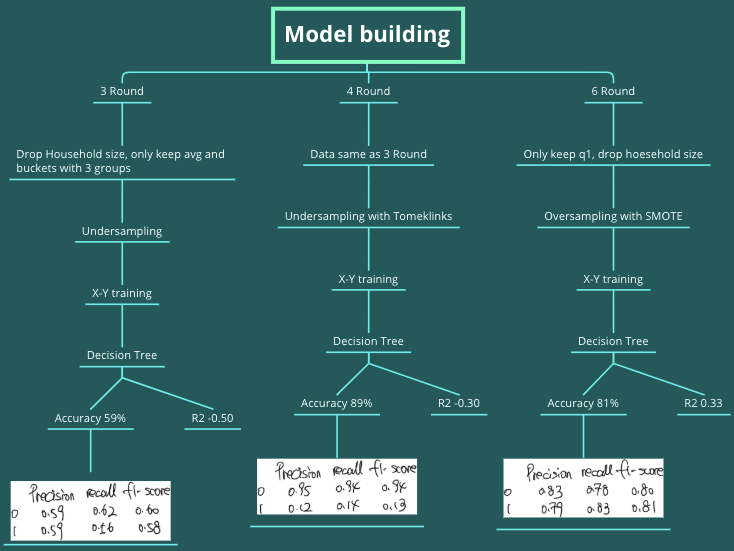 Model building
3 Round
Drop Household size, only keep avg and
buckets with 3 groups
Undersampling
X-Y training
Decision Tree
Accuracy 59%
R2 -0.50
Precision recall f1-score
0 0.59 0.62 0.60
1 0.59 0.56 0.58
4 Round
Data same as 3 Round
Undersampling with Tomeklinks
X-Y training
Decision Tree
Accuracy 89%
R2 -0.30
Precision recall f1-score
0 0.95 0.94 0.94
1 0.12 0.14 0.13
6 Round
Only keep q1, drop hoesehold size
Oversampling with SMOTE
X-Y training
Decision Tree
Accuracy 81%
R2 0.33
Precision recall f1-score
0 0.83 0.78 0.80
1 0.79 0.83 0.81